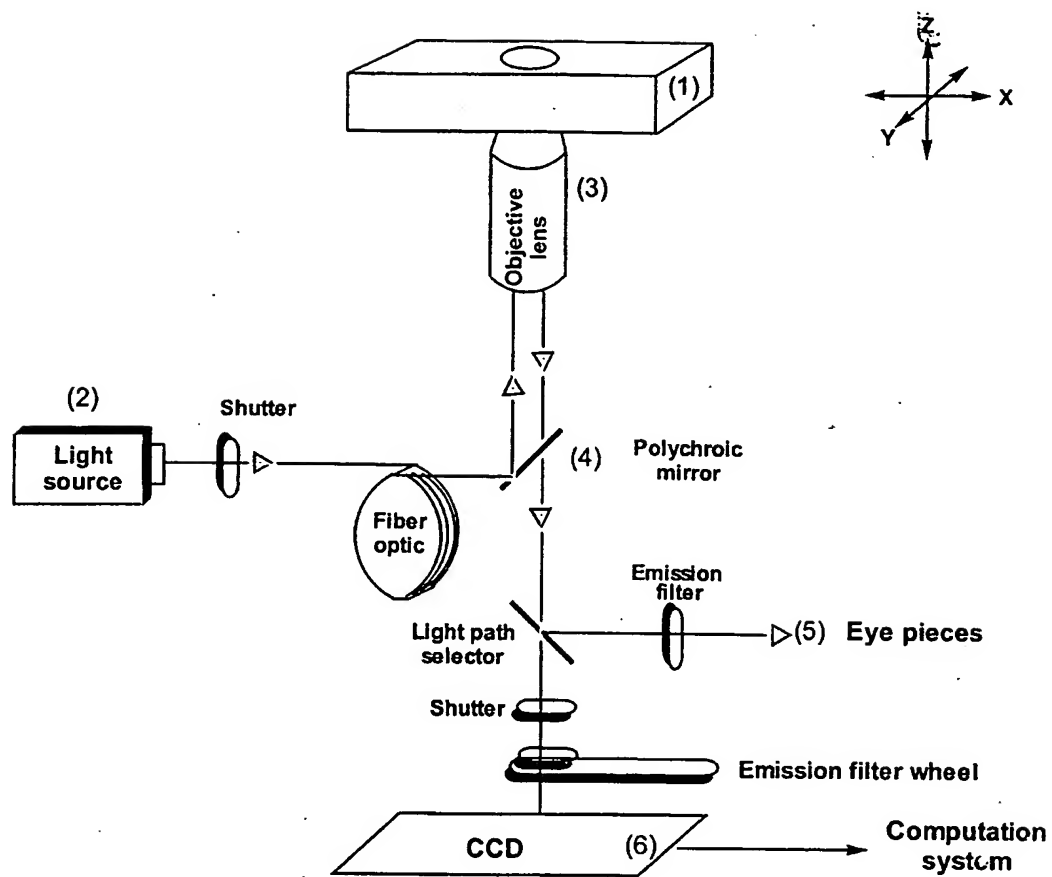 Z
X
Y
(1)
(3)
Objective
lens
(2)
Shutter
Light
source
Fiber
optic
(4)
Polychroic
mirror
Emission
filter
Light path
selector
(5) Eye pieces
Shutter
Emission filter wheel
CCD
(6)
Computation
system